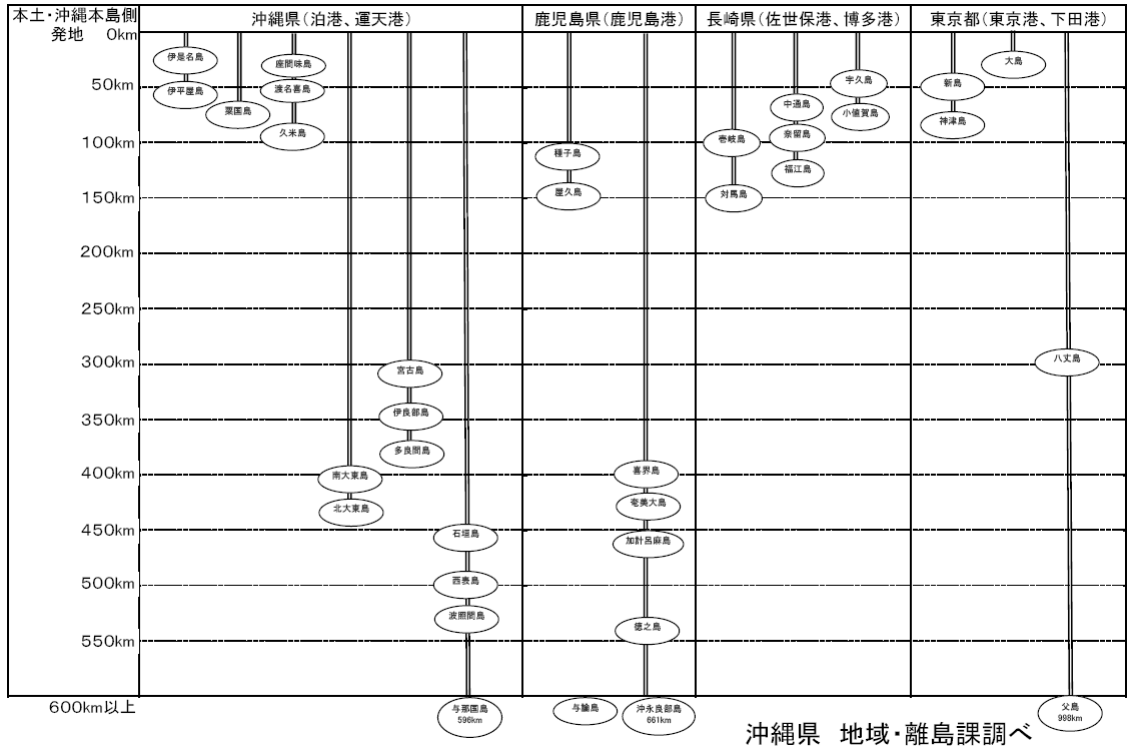 本土・沖縄本島側
発地 0km
沖縄県(泊港、運天港)
鹿児島県(鹿児島港)
長崎県(佐世保港、博多港)
東京都(東京港、下田港)
伊是名島
座間味島
大島
50km
伊平屋島
渡名喜島
宇久島
新島
粟国島
中通島
小値賀島
久米島
奈留島
神津島
100km
種子島
壱岐島
福江島
150km
屋久島
対馬島
200km
250km
300km
宮古島
八丈島
350km
伊良部島
多良間島
400km
南大東島
喜界島
北大東島
奄美大島
450km
石垣島
加計呂麻島
500km
西表島
波照間島
550km
徳之島
600km以上
与那国島
596km
与論島
沖永良部島
661km
父島
998km
沖縄県 地域・離島課調べ